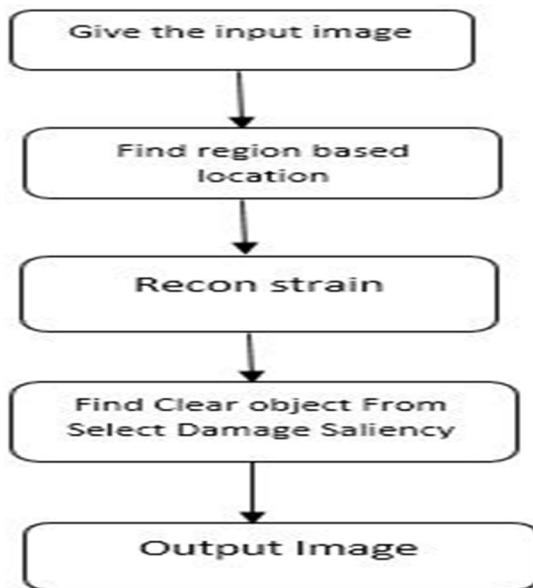 Give the input image
Find region based
location
Recon strain
Find Clear object From
Select Damage Saliency
Output Image